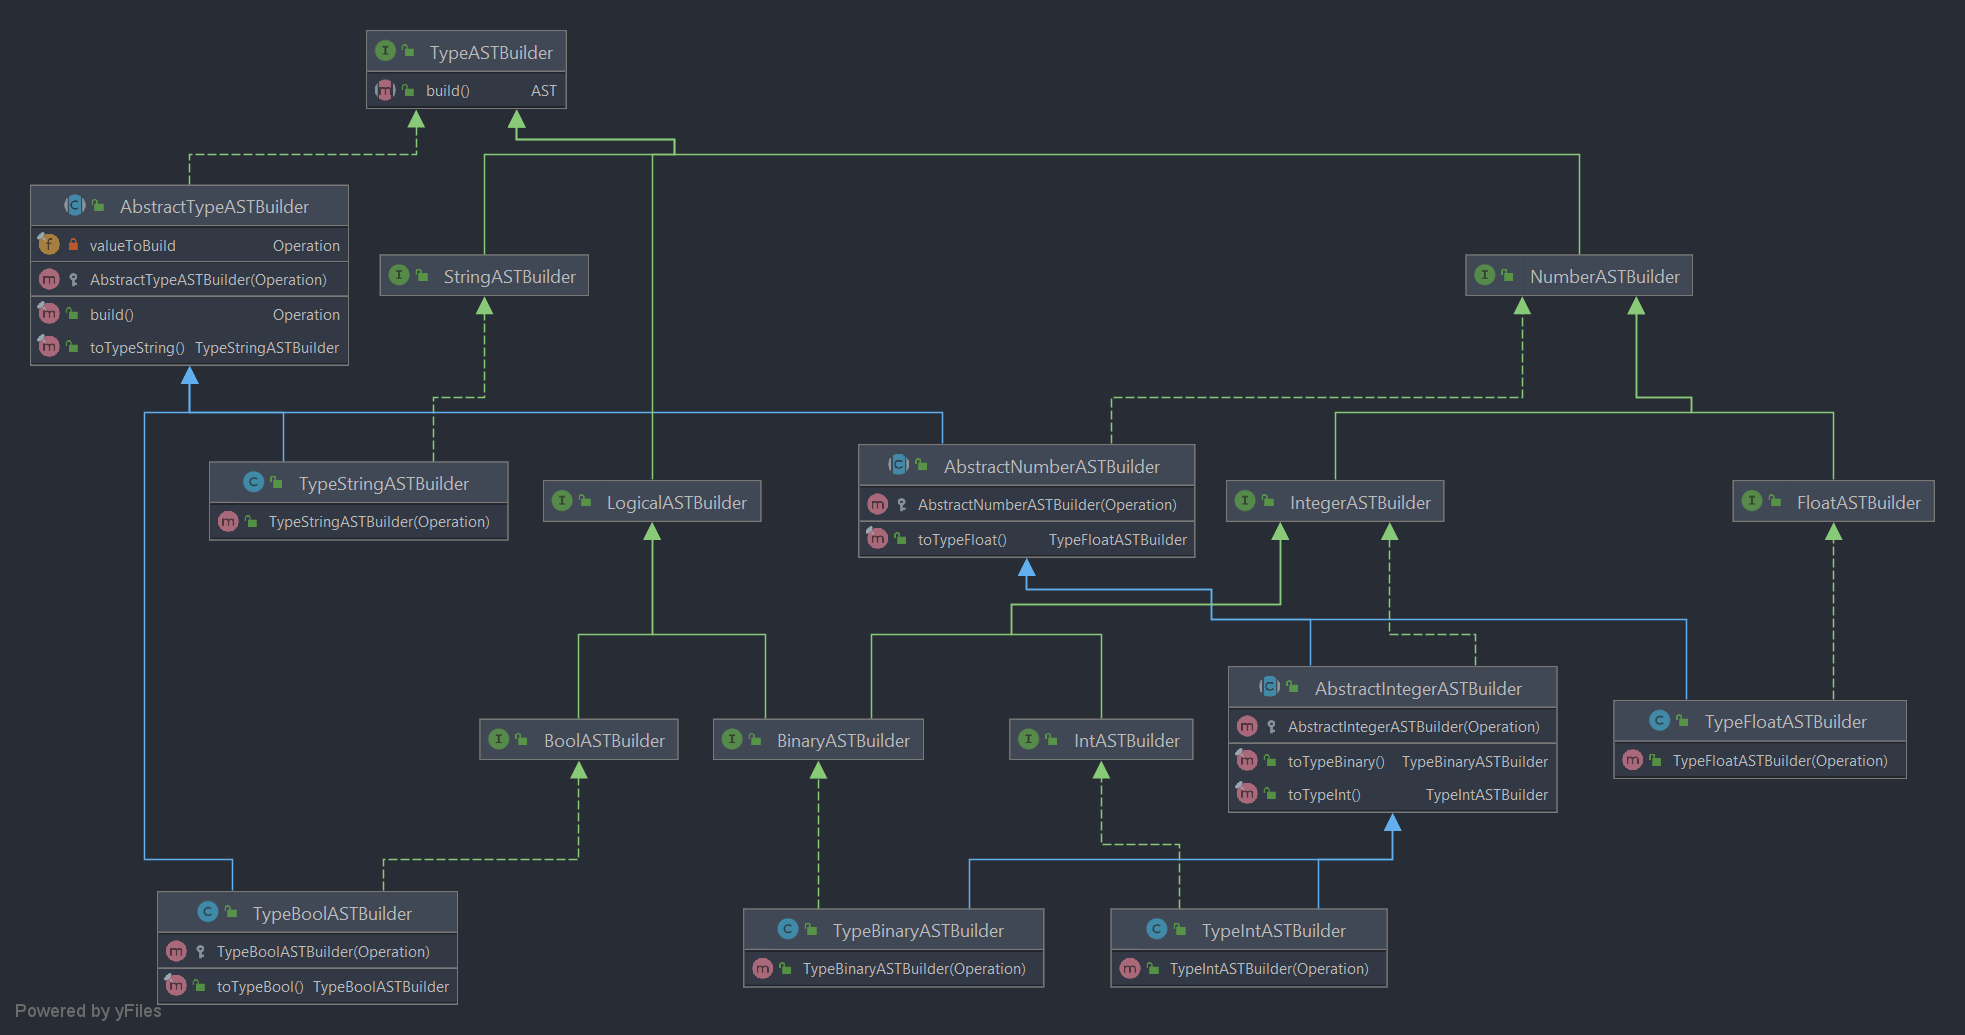 TypeASTBuilder
build() AST
AbstractTypeASTBuilder
valueToBuild Operation
AbstractTypeASTBuilder(Operation)
build() Operation
toTypeString() TypeStringASTBuilder
StringASTBuilder
NumberASTBuilder
TypeStringASTBuilder
TypeStringASTBuilder(Operation)
LogicalASTBuilder
AbstractNumberASTBuilder
AbstractNumberASTBuilder(Operation)
toTypeFloat() TypeFloatASTBuilder
IntegerASTBuilder
FloatASTBuilder
BoolASTBuilder
BinaryASTBuilder
IntASTBuilder
AbstractIntegerASTBuilder
AbstractIntegerASTBuilder(Operation)
toTypeBinary() TypeBinaryASTBuilder
toTypeInt() TypeIntASTBuilder
TypeFloatASTBuilder
TypeFloatASTBuilder(Operation)
TypeBoolASTBuilder
TypeBoolASTBuilder(Operation)
toTypeBool() TypeBoolASTBuilder
TypeBinaryASTBuilder
TypeBinaryASTBuilder(Operation)
TypeIntASTBuilder
TypeIntASTBuilder(Operation)
Powered by yFiles